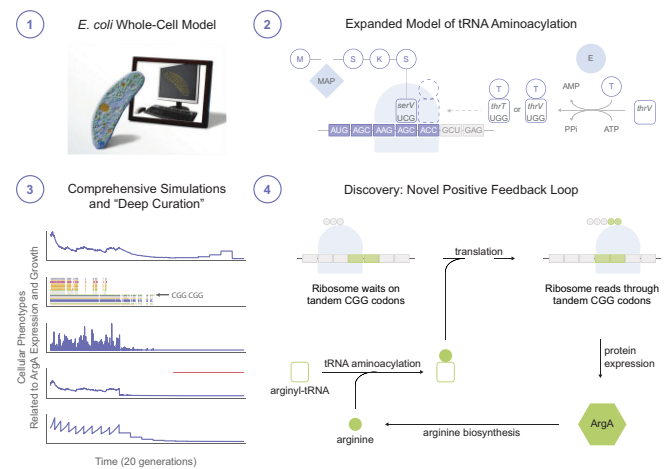 1
E. coli Whole-Cell Model
2
Expanded Model of tRNA Aminoacylation
M
S
K
S
MAP
E
AMP
T
T
T
serV
UCG
thrT
UGG
or
thrV
UGG
thrV
PPi
ATP
AUG AGC AAG AGC ACC GCU GAG
3
Comprehensive Simulations
and “Deep Curation”
Cellular Phenotypes
Related to ArgA Expression and Growth
CGG CGG
Time (20 generations)
4
Discovery: Novel Positive Feedback Loop
translation
Ribosome waits on
tandem CGG codons
Ribosome reads through
tandem CGG codons
tRNA aminoacylation
arginyl-tRNA
protein
expression
arginine
arginine biosynthesis
ArgA